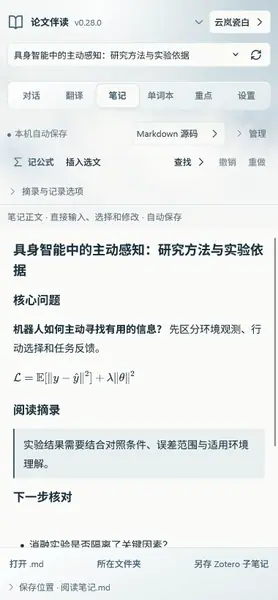 论文伴读 v0.28.0 云岚瓷白
具身智能中的主动感知：研究方法与实验依据
对话 翻译 笔记 单词本 重点 设置
本机自动保存 Markdown 源码 管理
Σ 记公式 插入选文 查找 撤销 重做
摘录与记录选项
笔记正文 · 直接输入、选择和修改 · 自动保存
具身智能中的主动感知：研究方法与实验依
据
核心问题
机器人如何主动寻找有用的信息？ 先区分环境观测、行
动选择和任务反馈。
ℒ = 𝔼[‖y − ŷ‖²] + λ‖θ‖²
阅读摘录
实验结果需要结合对照条件、误差范围与适用环境
理解。
下一步核对
• 消融实验是否隔离了关键因素？
打开 .md 所在文件夹 另存 Zotero 子笔记
保存位置 · 阅读笔记.md